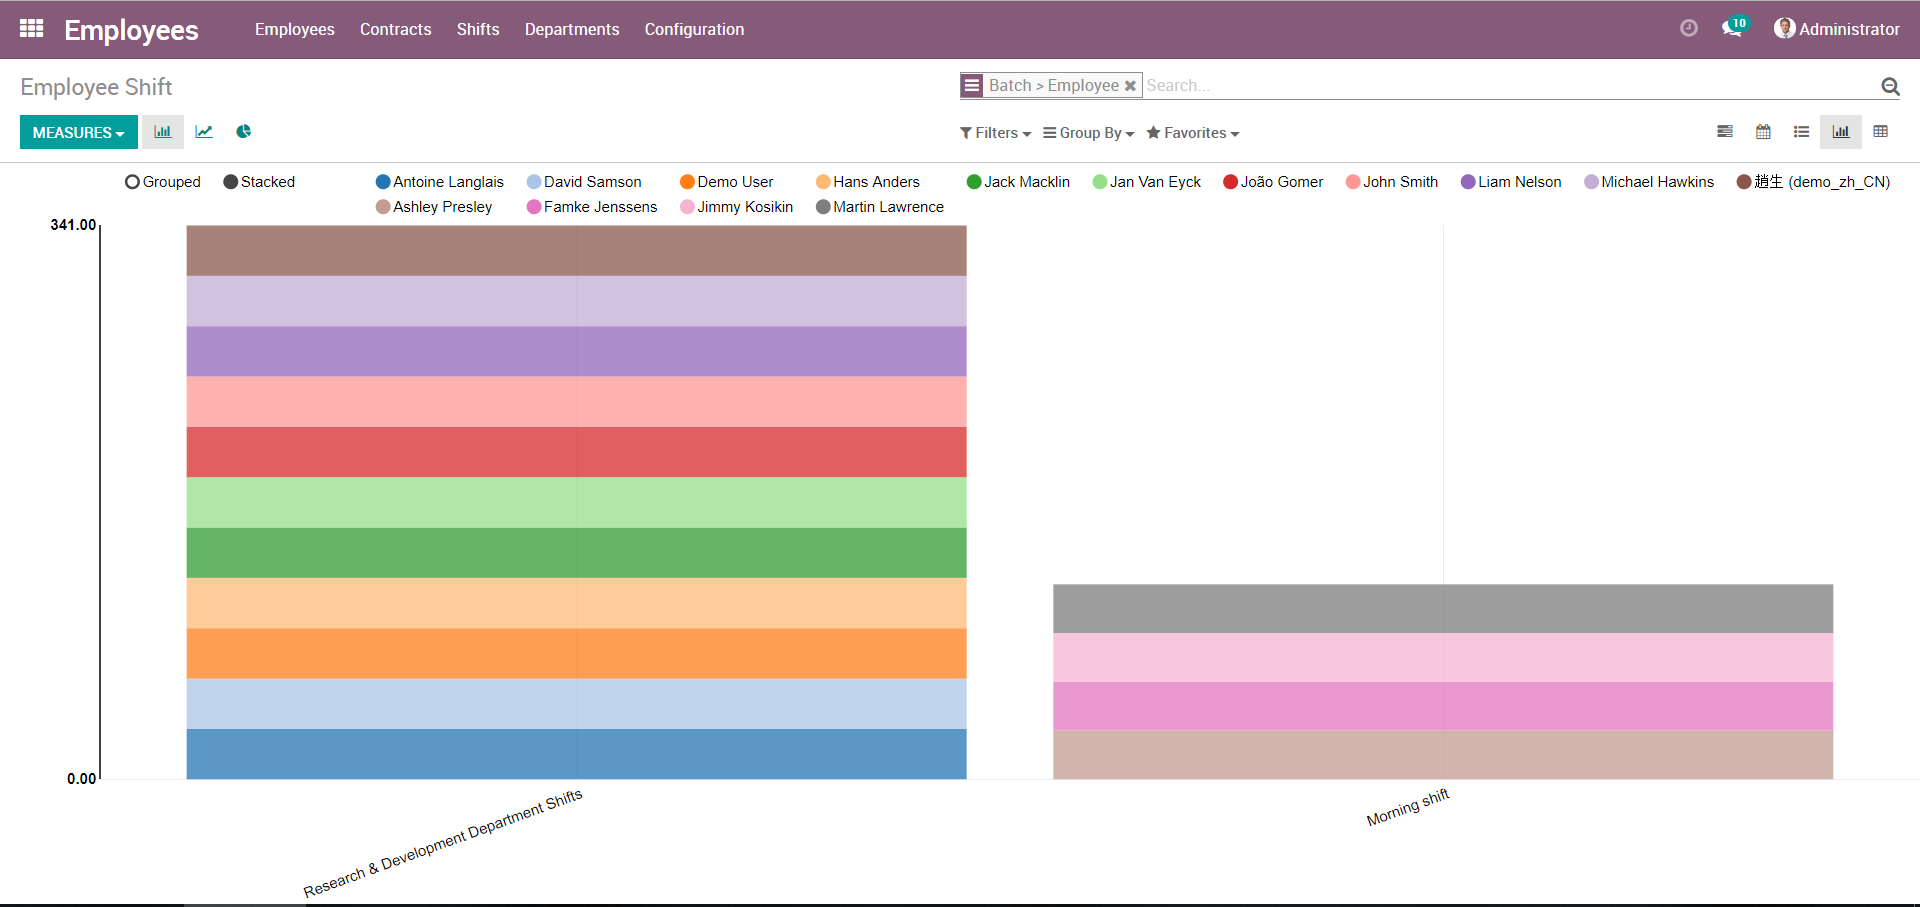 Employees Employees Contracts Shifts Departments Configuration 10 Administrator
Employee Shift Batch > Employee Search...
MEASURES Filters Group By Favorites
Grouped Stacked Antoine Langlais David Samson Demo User Hans Anders Jack Macklin Jan Van Eyck João Gomer John Smith Liam Nelson Michael Hawkins 趙生 (demo_zh_CN)
Ashley Presley Famke Jenssens Jimmy Kosikin Martin Lawrence
341.00
0.00
Research & Development Department Shifts
Morning shift